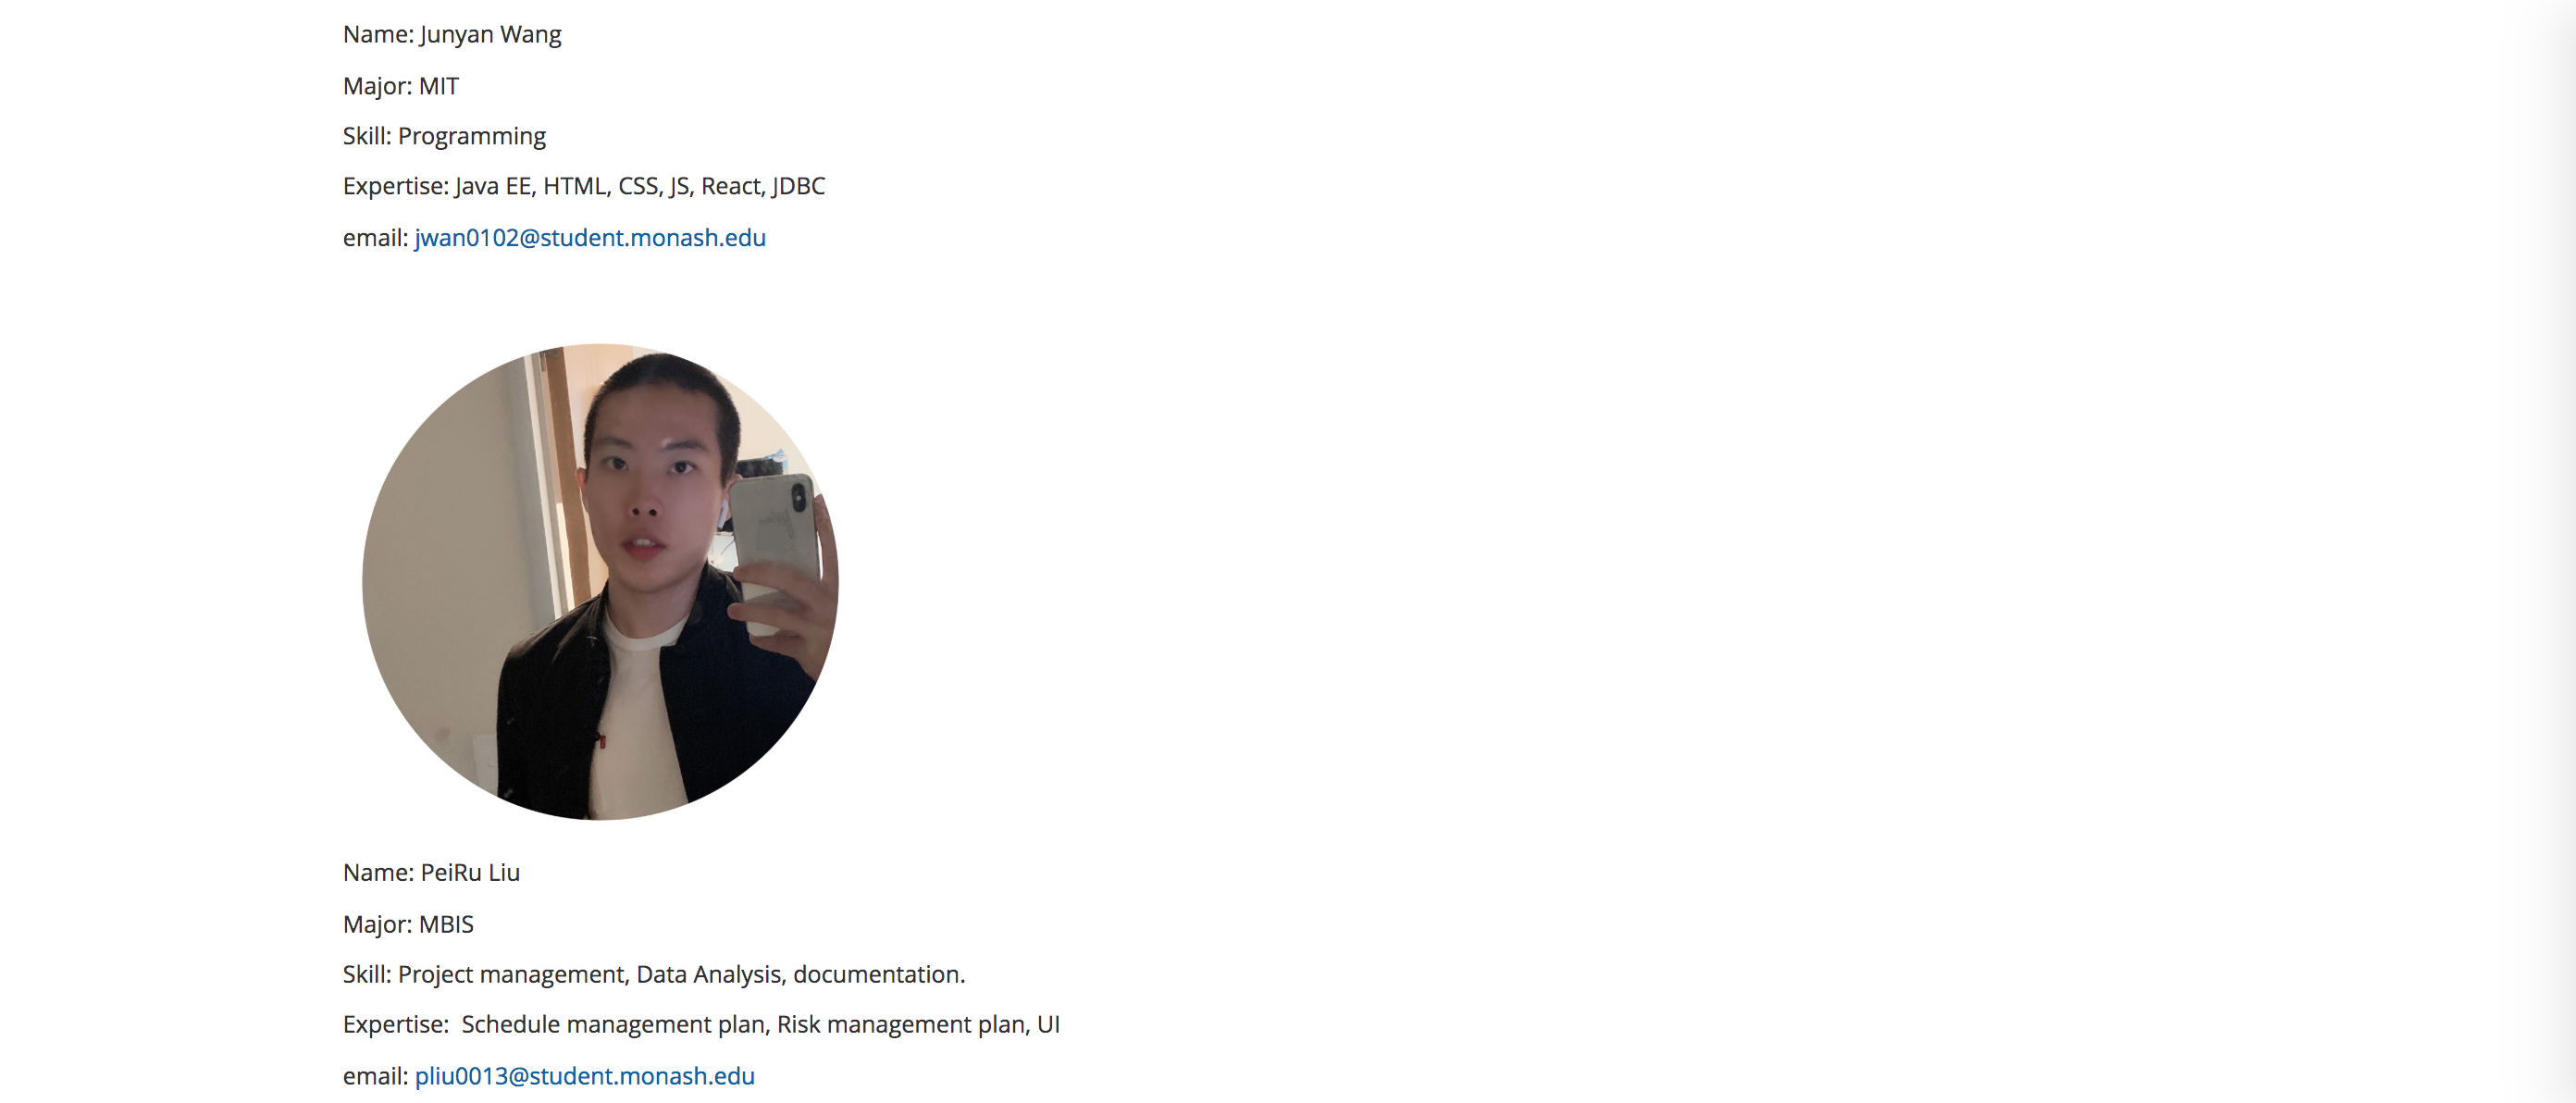 Name: Junyan Wang
Major: MIT
Skill: Programming
Expertise: Java EE, HTML, CSS, JS, React, JDBC
email: jwan0102@student.monash.edu
Name: PeiRu Liu
Major: MBIS
Skill: Project management, Data Analysis, documentation.
Expertise:  Schedule management plan, Risk management plan, UI
email: pliu0013@student.monash.edu